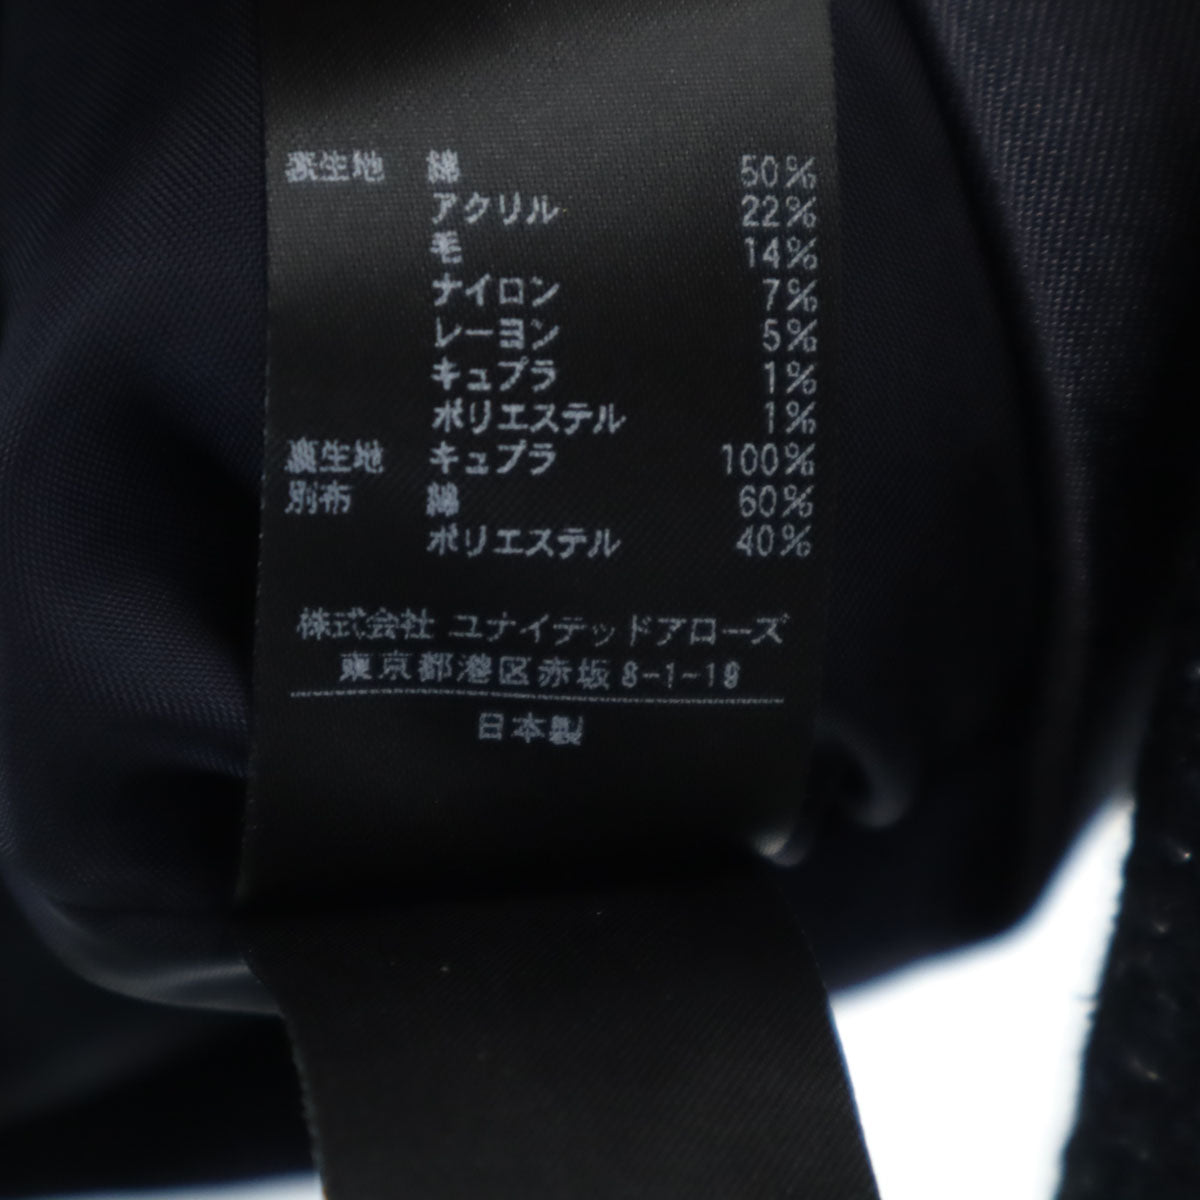 表生地 綿 50%
アクリル 22%
毛 14%
ナイロン 7%
レーヨン 5%
キュプラ 1%
ポリエステル 1%
裏生地 キュプラ 100%
別布 綿 60%
ポリエステル 40%
株式会社 ユナイテッドアローズ
東京都港区赤坂8-1-19
日本製